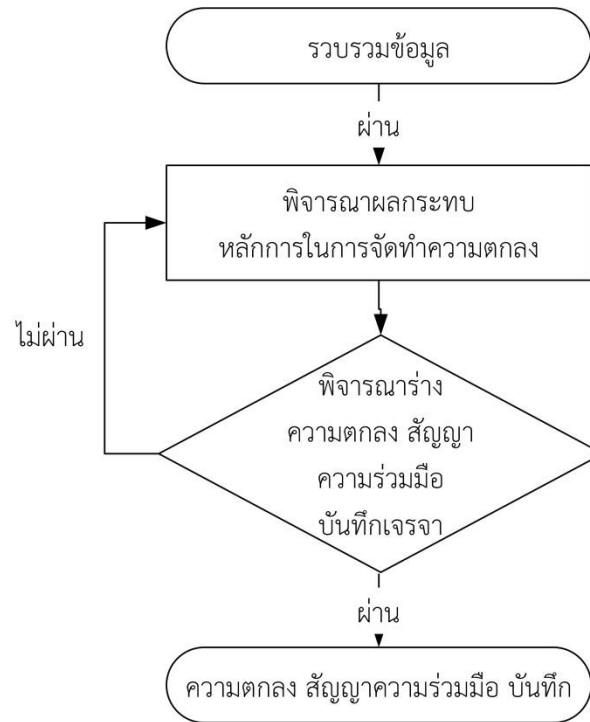 รวบรวมข้อมูล
ผ่าน
พิจารณาผลกระทบ
หลักการในการจัดทำความตกลง
ไม่ผ่าน
พิจารณาร่าง
ความตกลง สัญญา
ความร่วมมือ
บันทึกเจรจา
ผ่าน
ความตกลง สัญญาความร่วมมือ บันทึก